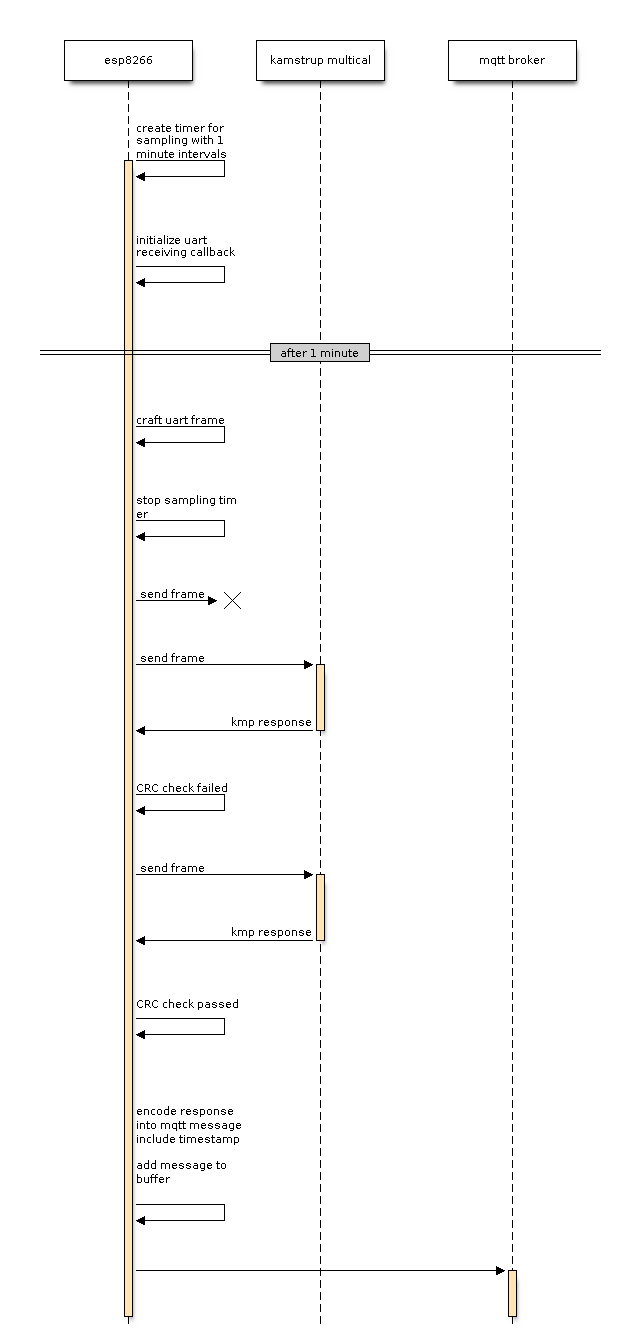 esp8266
kamstrup multical
mqtt broker
create timer for
sampling with 1
minute intervals
initialize uart
receiving callback
after 1 minute
craft uart frame
stop sampling tim
er
send frame
send frame
kmp response
CRC check failed
send frame
kmp response
CRC check passed
encode response
into mqtt message
include timestamp
add message to
buffer